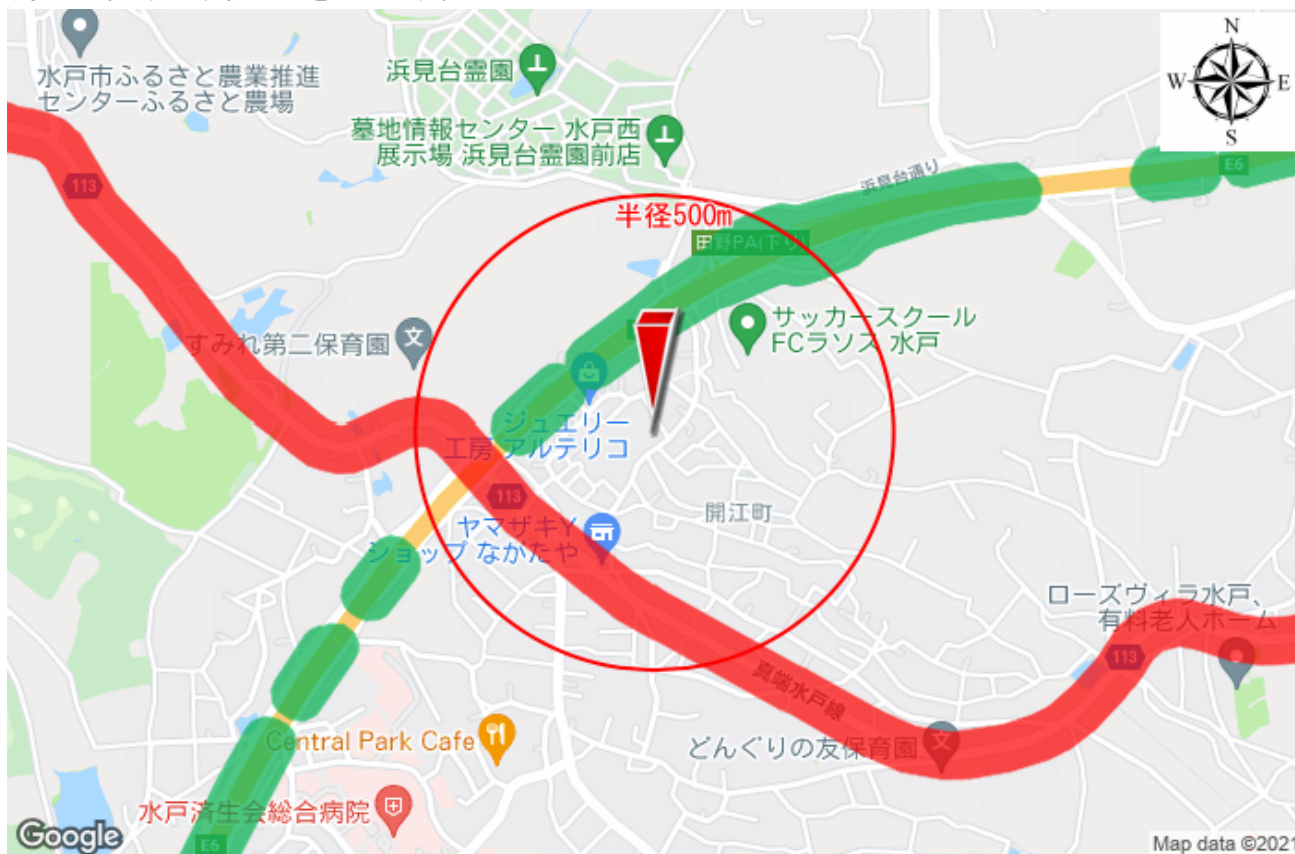 N
W
E
S
水戸市ふるさと農業推進
センターふるさと農場
浜見台霊園
墓地情報センター 水戸西
展示場 浜見台霊園前店
浜見台通り
E6
113
半径500m
田野PA(下り)
すみれ第二保育園
サッカースクール
FCラソス 水戸
ジュエリー
工房 アルテリコ
113
開江町
ヤマザキY
ショップ ながたや
ローズヴィラ水戸、
有料老人ホーム
113
真端水戸線
Central Park Cafe
どんぐりの友保育園
水戸済生会総合病院
E6
Google
Map data ©2021